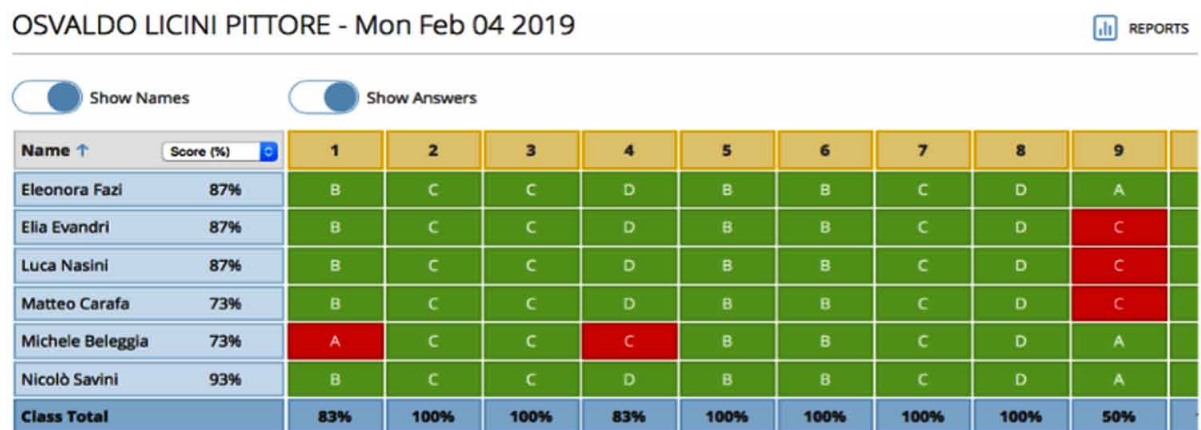 OSVALDO LICINI PITTORE - Mon Feb 04 2019 REPORTS
Show Names Show Answers
Name ↑ Score (%) 1 2 3 4 5 6 7 8 9
Eleonora Fazi 87% B C C D B B C D A
Elia Evandri 87% B C C D B B C D C
Luca Nasini 87% B C C D B B C D C
Matteo Carafa 73% B C C D B B C D C
Michele Beleggia 73% A C C C B B C D A
Nicolò Savini 93% B C C D B B C D A
Class Total 83% 100% 100% 83% 100% 100% 100% 100% 50%